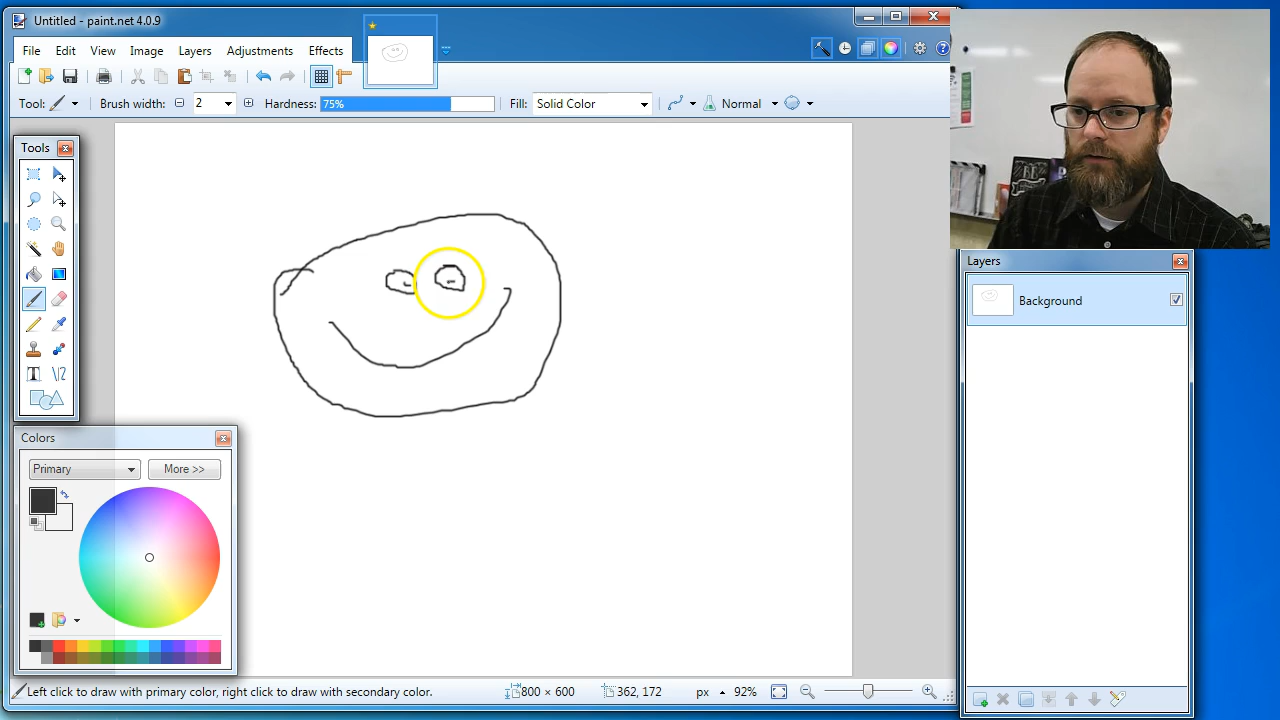 Untitled - paint.net 4.0.9
File Edit View Image Layers Adjustments Effects
Tool: Brush width: 2 Hardness: 75% Fill: Solid Color Normal
Tools
Layers
Background
Colors
Primary More >>
Left click to draw with primary color, right click to draw with secondary color. 800 × 600 362, 172 px 92%